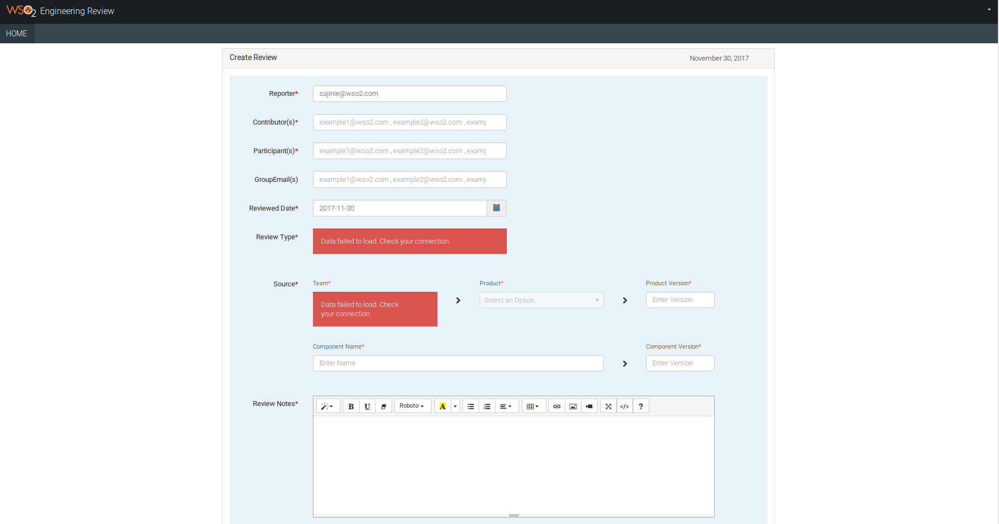 WSO2 Engineering Review
HOME
Create Review
November 30, 2017
Reporter*
sajinie@wso2.com
Contributor(s)*
example1@wso2.com , example2@wso2.com , examp
Participant(s)*
example1@wso2.com , example2@wso2.com , examp
GroupEmail(s)
example1@wso2.com , example2@wso2.com , examp
Reviewed Date*
2017-11-30
Review Type*
Data failed to load. Check your connection.
Source*
Team*
Product*
Product Version*
Data failed to load. Check
your connection.
Select an Option
Enter Version
Component Name*
Component Version*
Enter Name
Enter Version
Review Notes*
B U Roboto A </> ?